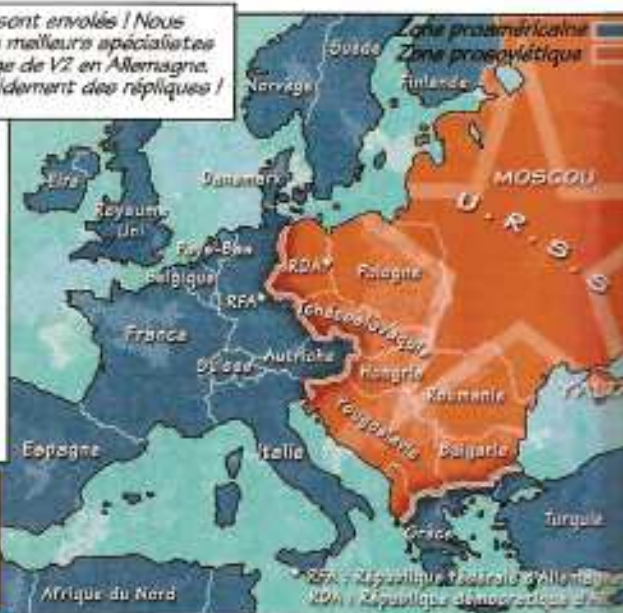 sont envolés ! Nous
meilleurs spécialistes
de V2 en Allemagne.
idement des répliques !
Zone proaméricaine
Zone prosoviétique
Suède
Norvège
Finlande
Eire
Danemark
MOSCOU
Royaume
Uni
U.R.S.S
Pays-Bas
Belgique
RDA
Pologne
RFA
Tchécoslovaquie
France
Suisse
Autriche
Hongrie
Roumanie
Yougoslavie
Espagne
Italie
Bulgarie
Grèce
Turquie
Afrique du Nord
* RFA : République fédérale d'Allemagne
RDA : République démocratique d'